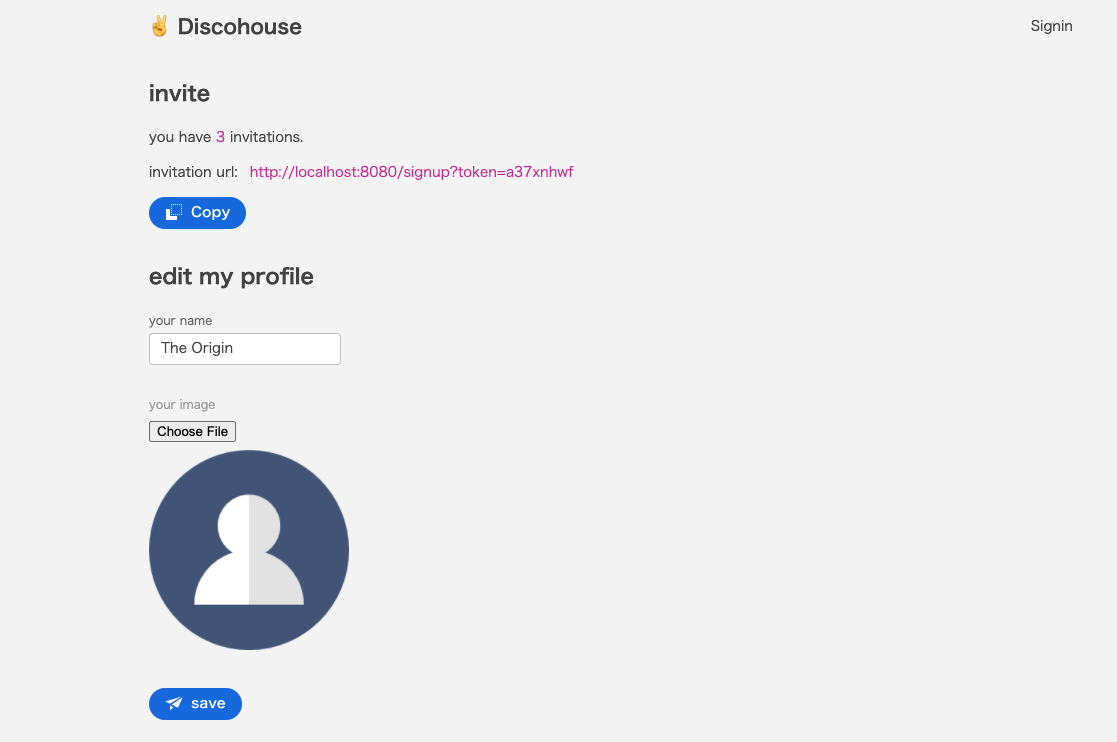 ✌️ Discohouse
Signin
invite
you have 3 invitations.
invitation url: http://localhost:8080/signup?token=a37xnhwf
Copy
edit my profile
your name
The Origin
your image
Choose File
save